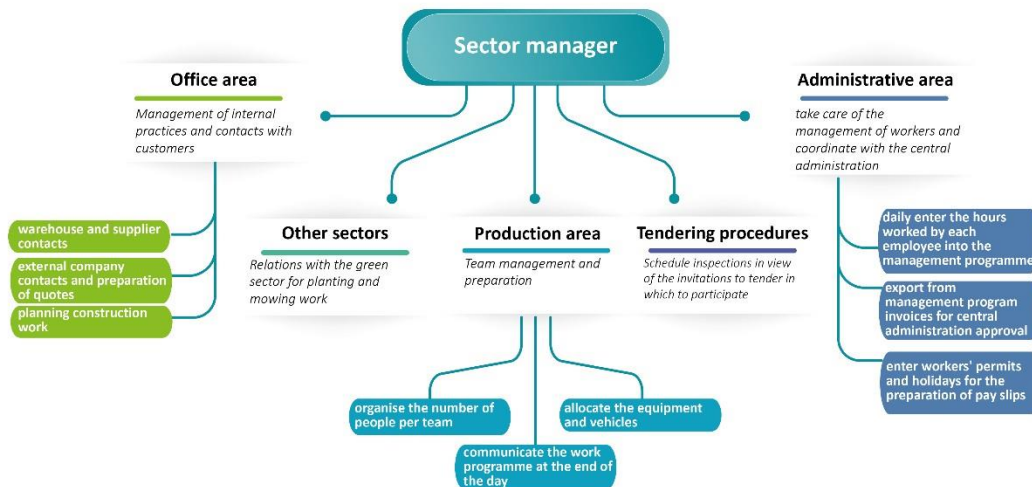 Sector manager
Office area
Management of internal
practices and contacts with
customers
warehouse and supplier
contacts
external company
contacts and preparation
of quotes
planning construction
work
Other sectors
Relations with the green
sector for planting and
mowing work
Production area
Team management and
preparation
organise the number of
people per team
communicate the work
programme at the end of
the day
allocate the equipment
and vehicles
Tendering procedures
Schedule inspections in view
of the invitations to tender in
which to participate
Administrative area
take care of the
management of workers and
coordinate with the central
administration
daily enter the hours
worked by each
employee into the
management programme
export from
management program
invoices for central
administration approval
enter workers' permits
and holidays for the
preparation of pay slips